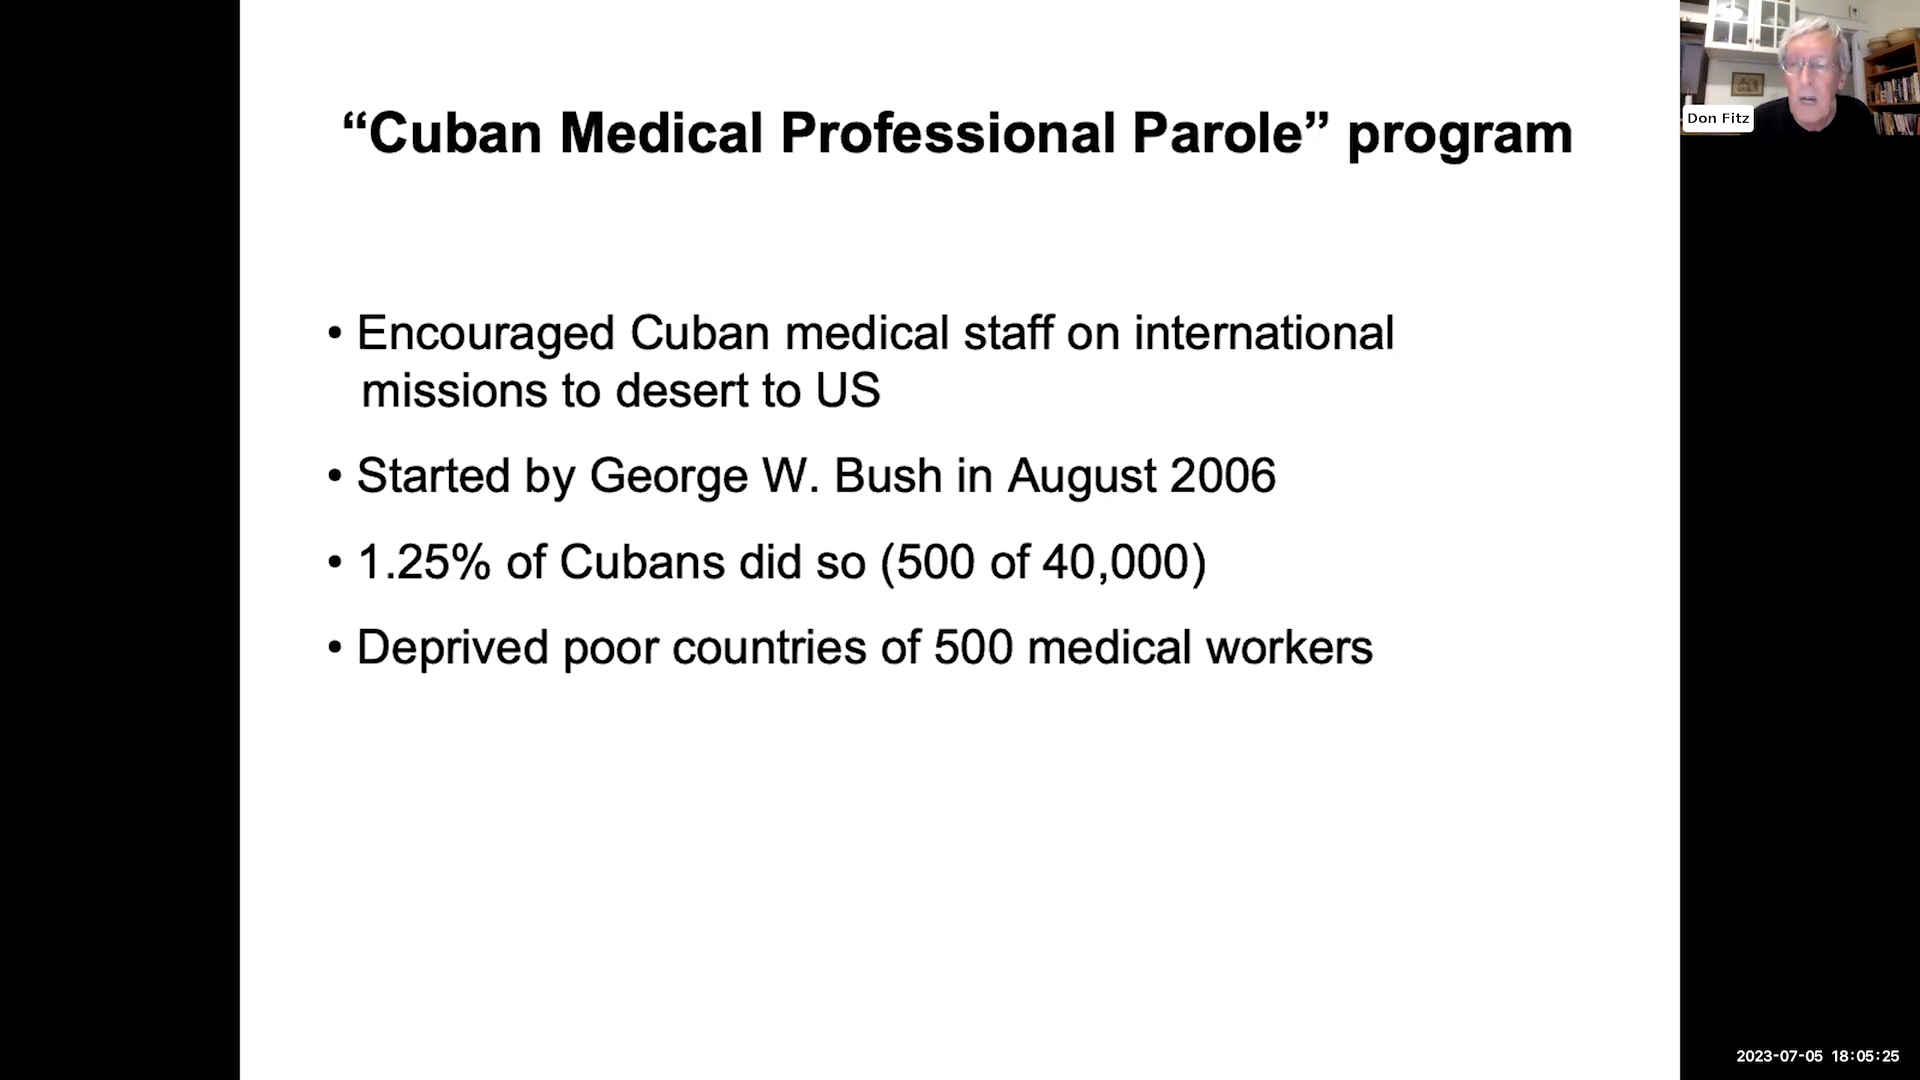 “Cuban Medical Professional Parole” program
Don Fitz
• Encouraged Cuban medical staff on international
missions to desert to US
• Started by George W. Bush in August 2006
• 1.25% of Cubans did so (500 of 40,000)
• Deprived poor countries of 500 medical workers
2023-07-05 18:05:25